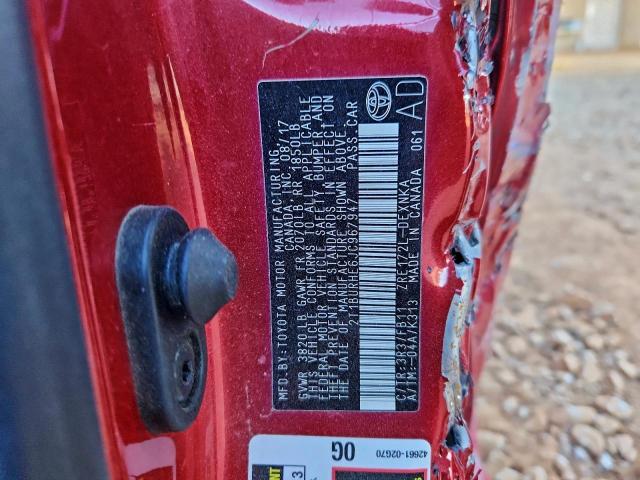 MFD.BY:TOYOTA MOTOR MANUFACTURING
CANADA, INC. 08/17
GVWR 3820LB GAWR FR 2070LB RR 1850LB
THIS VEHICLE CONFORMS TO ALL APPLICABLE
FEDERAL MOTOR VEHICLE SAFETY, BUMPER AND
THEFT PREVENTION STANDARDS IN EFFECT ON
THE DATE OF MANUFACTURE SHOWN ABOVE.
2T1BURHE6JC967947 PASS.CAR
C/TR:3R3/FB11 ZRE172L-DEXNKA
A/TM:-04A/K313 MADE IN CANADA 061
AD
42661-02G70
0G